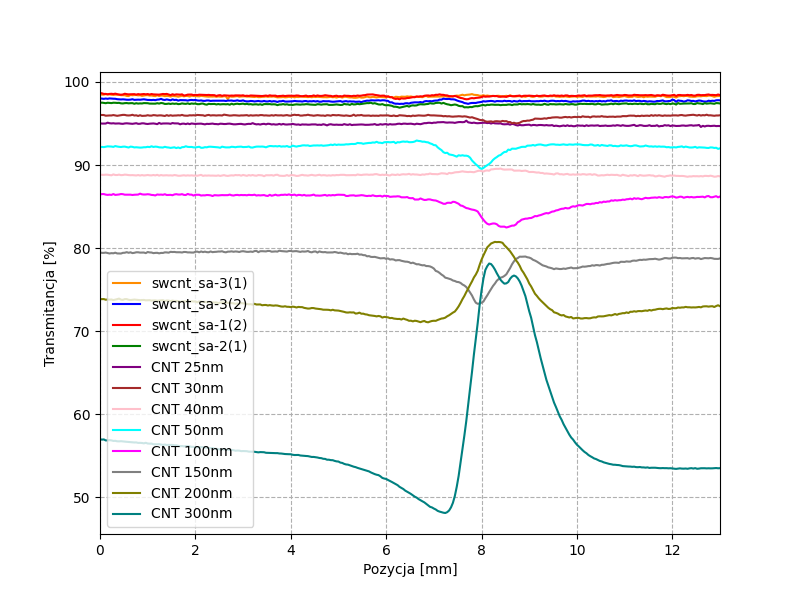 100
90
80
70
60
50
Transmitancja [%]
swcnt_sa-3(1)
swcnt_sa-3(2)
swcnt_sa-1(2)
swcnt_sa-2(1)
CNT 25nm
CNT 30nm
CNT 40nm
CNT 50nm
CNT 100nm
CNT 150nm
CNT 200nm
CNT 300nm
0 2 4 6 8 10 12
Pozycja [mm]